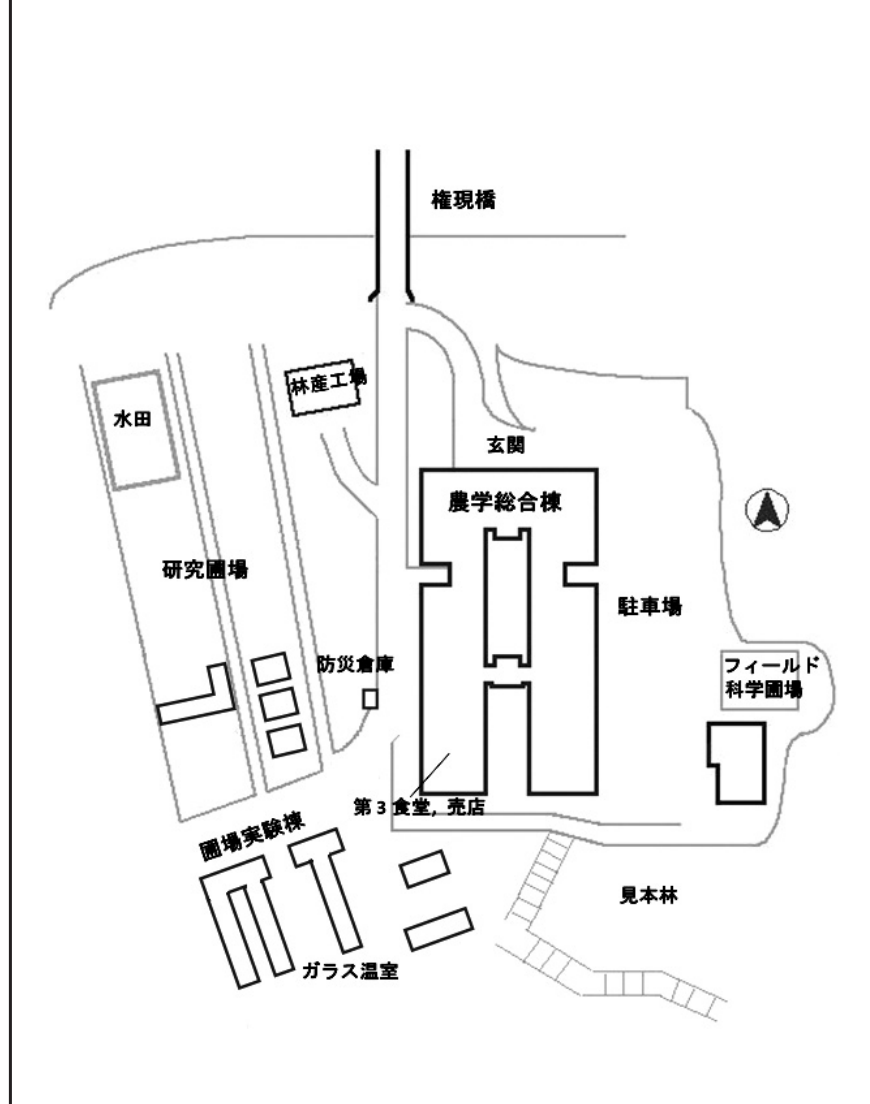 権現橋
林産工場
水田
玄関
農学総合棟
研究圃場
駐車場
防災倉庫
フィールド
科学圃場
第3食堂，売店
圃場実験棟
見本林
ガラス温室